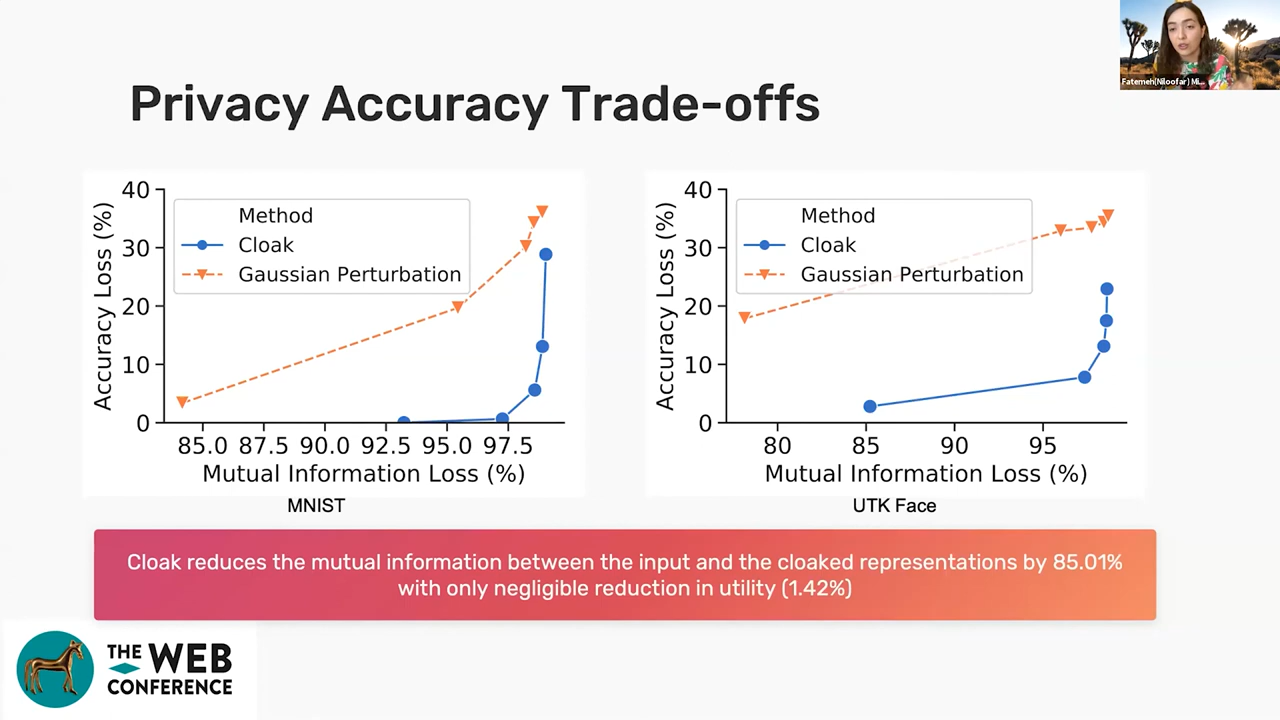 Fatemeh(Niloofar) Mi...
Privacy Accuracy Trade-offs
40
30
20
10
0
Accuracy Loss (%)
Method
Cloak
Gaussian Perturbation
85.0 87.5 90.0 92.5 95.0 97.5
Mutual Information Loss (%)
MNIST
40
30
20
10
0
Accuracy Loss (%)
Method
Cloak
Gaussian Perturbation
80 85 90 95
Mutual Information Loss (%)
UTK Face
Cloak reduces the mutual information between the input and the cloaked representations by 85.01%
with only negligible reduction in utility (1.42%)
THE WEB
CONFERENCE